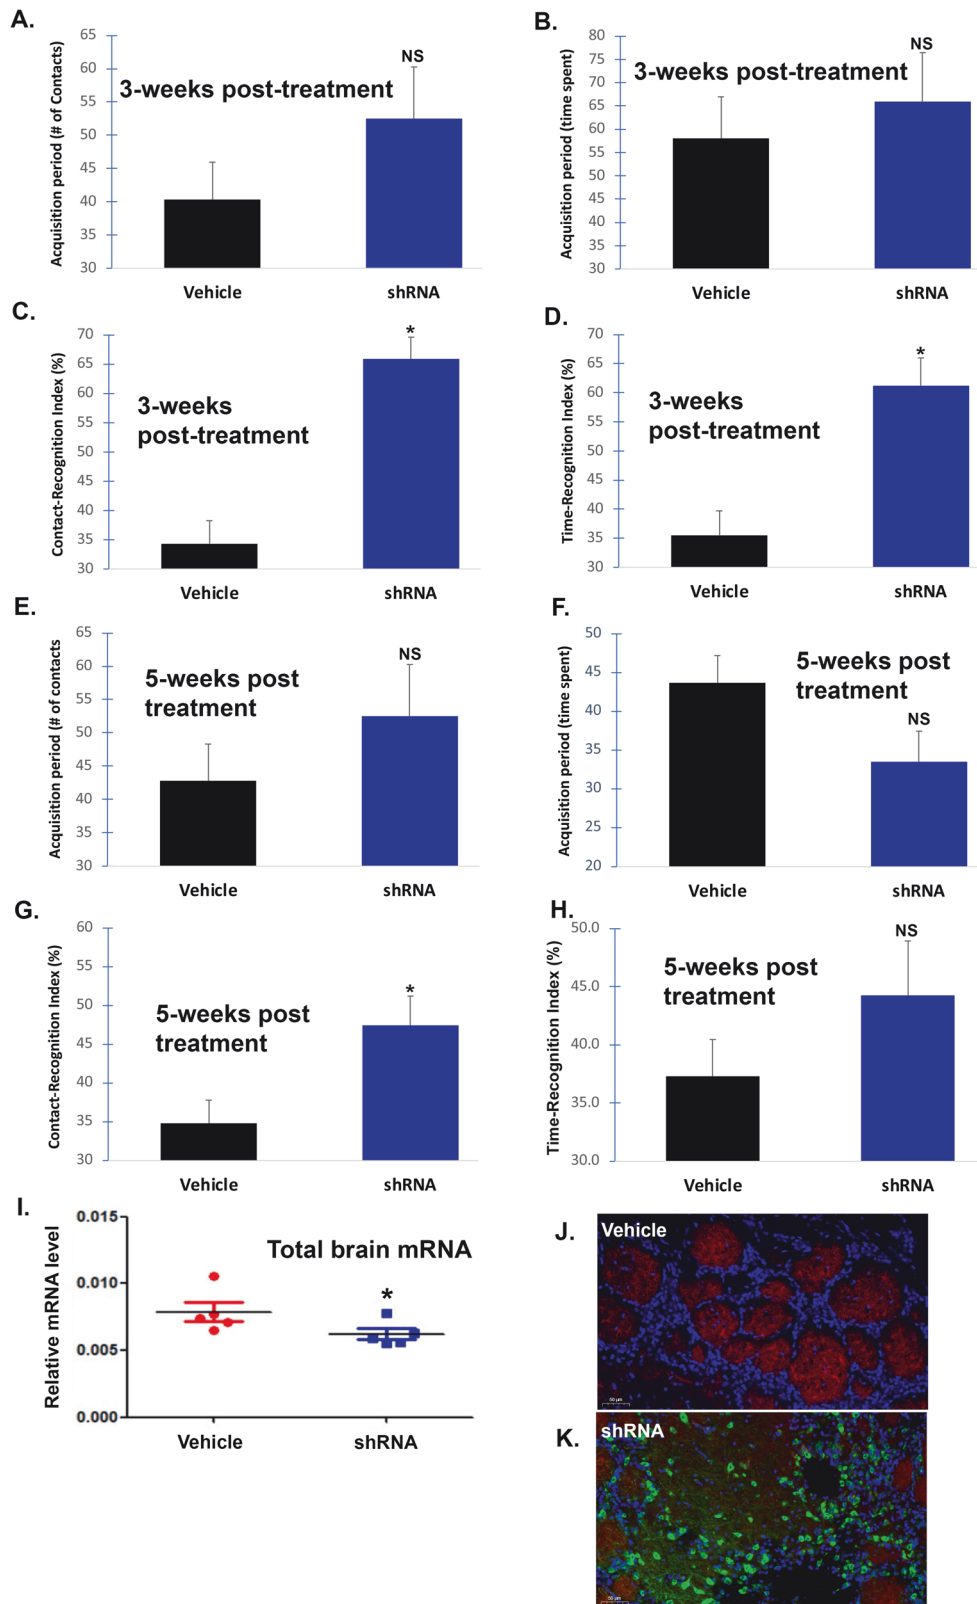 A.
Acquisition period (# of Contacts)
65
60
55
50
45
40
35
30
3-weeks post-treatment
NS
Vehicle
shRNA
B.
Acquisition period (time spent)
80
75
70
65
60
55
50
45
40
35
30
3-weeks post-treatment
NS
Vehicle
shRNA
C.
Contact-Recognition Index (%)
70
65
60
55
50
45
40
35
30
3-weeks
post-treatment
*
Vehicle
shRNA
D.
Time-Recognition Index (%)
70
65
60
55
50
45
40
35
30
3-weeks
post-treatment
*
Vehicle
shRNA
E.
Acquisition period (# of contacts
65
60
55
50
45
40
35
30
5-weeks post
treatment
NS
Vehicle
shRNA
F.
Acquisition period (time spent)
50
45
40
35
30
25
20
5-weeks post
treatment
NS
Vehicle
shRNA
G.
Contact-Recognition Index (%)
60
55
50
45
40
35
30
5-weeks post
treatment
*
Vehicle
shRNA
H.
Time-Recognition Index (%)
50.0
45.0
40.0
35.0
30.0
5-weeks post
treatment
NS
Vehicle
shRNA
I.
Relative mRNA level
0.015
0.010
0.005
0.000
Total brain mRNA
*
Vehicle
shRNA
J.
Vehicle
50 µm
K.
shRNA
50 µm